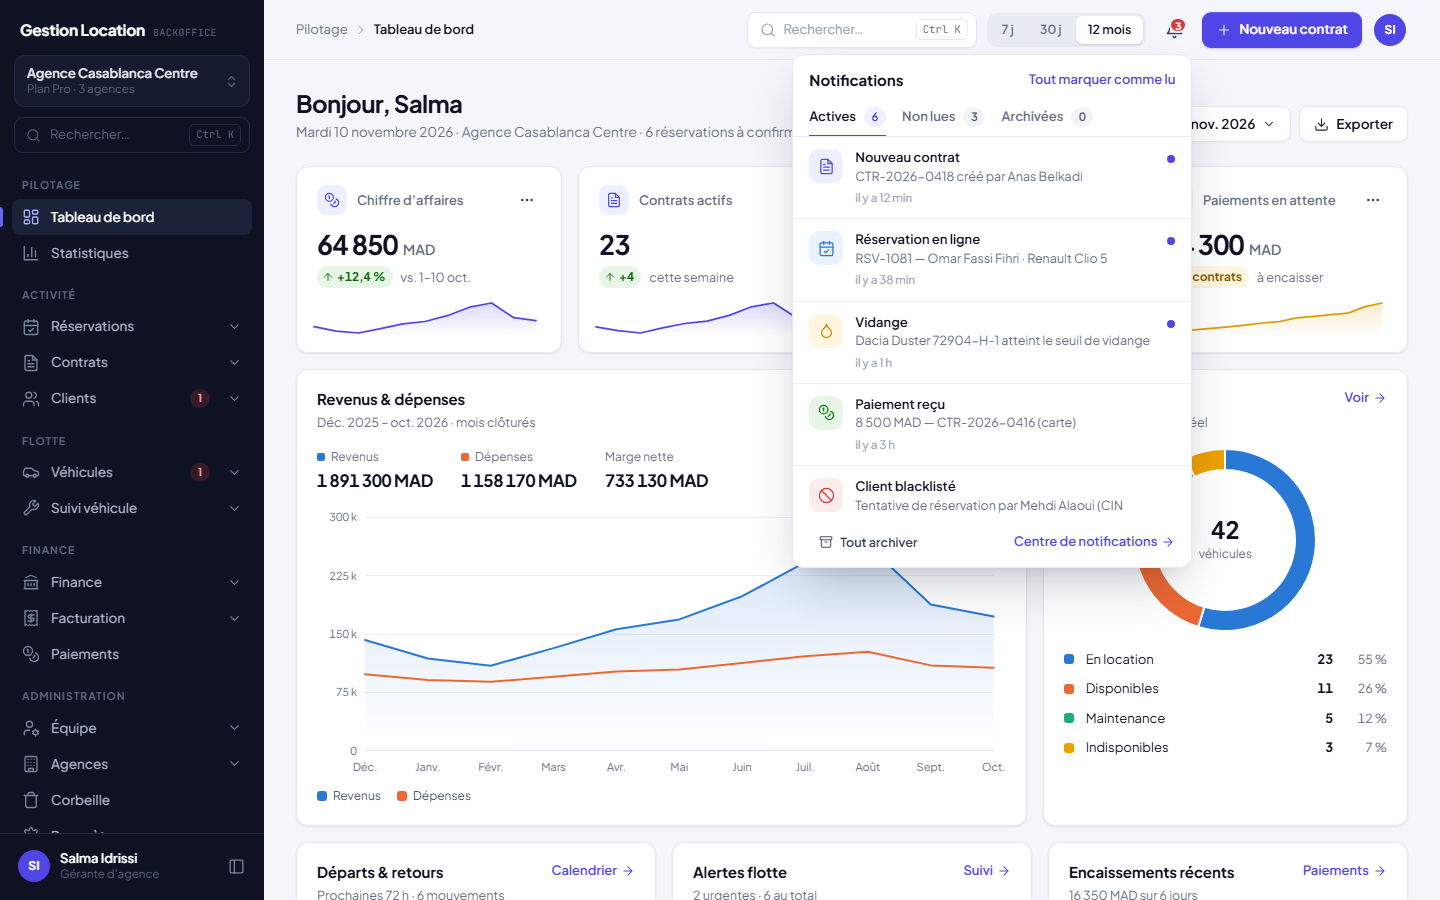 Gestion Location BACKOFFICE
Agence Casablanca Centre
Plan Pro · 3 agences
Rechercher… Ctrl K
PILOTAGE
Tableau de bord
Statistiques
ACTIVITÉ
Réservations
Contrats
Clients 1
FLOTTE
Véhicules 1
Suivi véhicule
FINANCE
Finance
Facturation
Paiements
ADMINISTRATION
Équipe
Agences
Corbeille
SI Salma Idrissi
Gérante d'agence
Pilotage Tableau de bord
Rechercher… Ctrl K
7 j 30 j 12 mois
3
Nouveau contrat
SI
Bonjour, Salma
Mardi 10 novembre 2026 · Agence Casablanca Centre · 6 réservations à confirm
nov. 2026
Exporter
Chiffre d'affaires
64 850 MAD
+12,4 % vs. 1–10 oct.
Contrats actifs
23
+4 cette semaine
Paiements en attente
300 MAD
contrats à encaisser
Notifications Tout marquer comme lu
Actives 6 Non lues 3 Archivées 0
Nouveau contrat
CTR-2026-0418 créé par Anas Belkadi
il y a 12 min
Réservation en ligne
RSV-1081 — Omar Fassi Fihri · Renault Clio 5
il y a 38 min
Vidange
Dacia Duster 72904-H-1 atteint le seuil de vidange
il y a 1 h
Paiement reçu
8 500 MAD — CTR-2026-0416 (carte)
il y a 3 h
Client blacklisté
Tentative de réservation par Mehdi Alaoui (CIN
Tout archiver Centre de notifications
Revenus & dépenses
Déc. 2025 – oct. 2026 · mois clôturés
Revenus Dépenses Marge nette
1 891 300 MAD 1 158 170 MAD 733 130 MAD
300 k
225 k
150 k
75 k
0
Déc. Janv. Févr. Mars Avr. Mai Juin Juil. Août Sept. Oct.
Revenus Dépenses
Voir
éel
42
véhicules
En location 23 55 %
Disponibles 11 26 %
Maintenance 5 12 %
Indisponibles 3 7 %
Départs & retours Calendrier
Prochaines 72 h · 6 mouvements
Alertes flotte Suivi
2 urgentes · 6 au total
Encaissements récents Paiements
16 350 MAD sur 6 jours